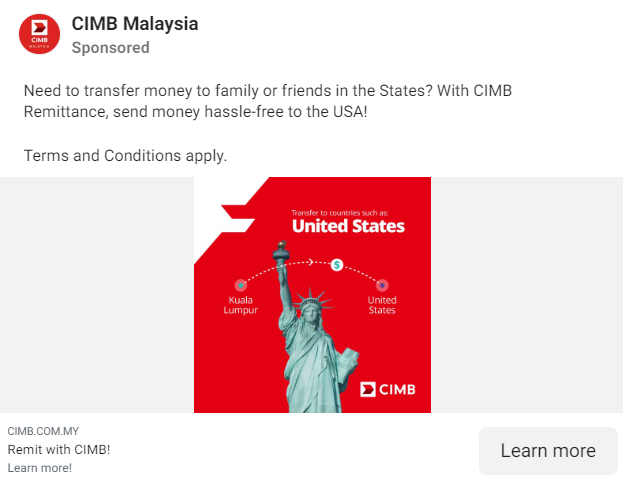 CIMB
MALAYSIA
CIMB Malaysia
Sponsored
Need to transfer money to family or friends in the States? With CIMB
Remittance, send money hassle-free to the USA!
Terms and Conditions apply.
Transfer to countries such as:
United States
$
Kuala
Lumpur
United
States
CIMB
CIMB.COM.MY
Remit with CIMB!
Learn more!
Learn more